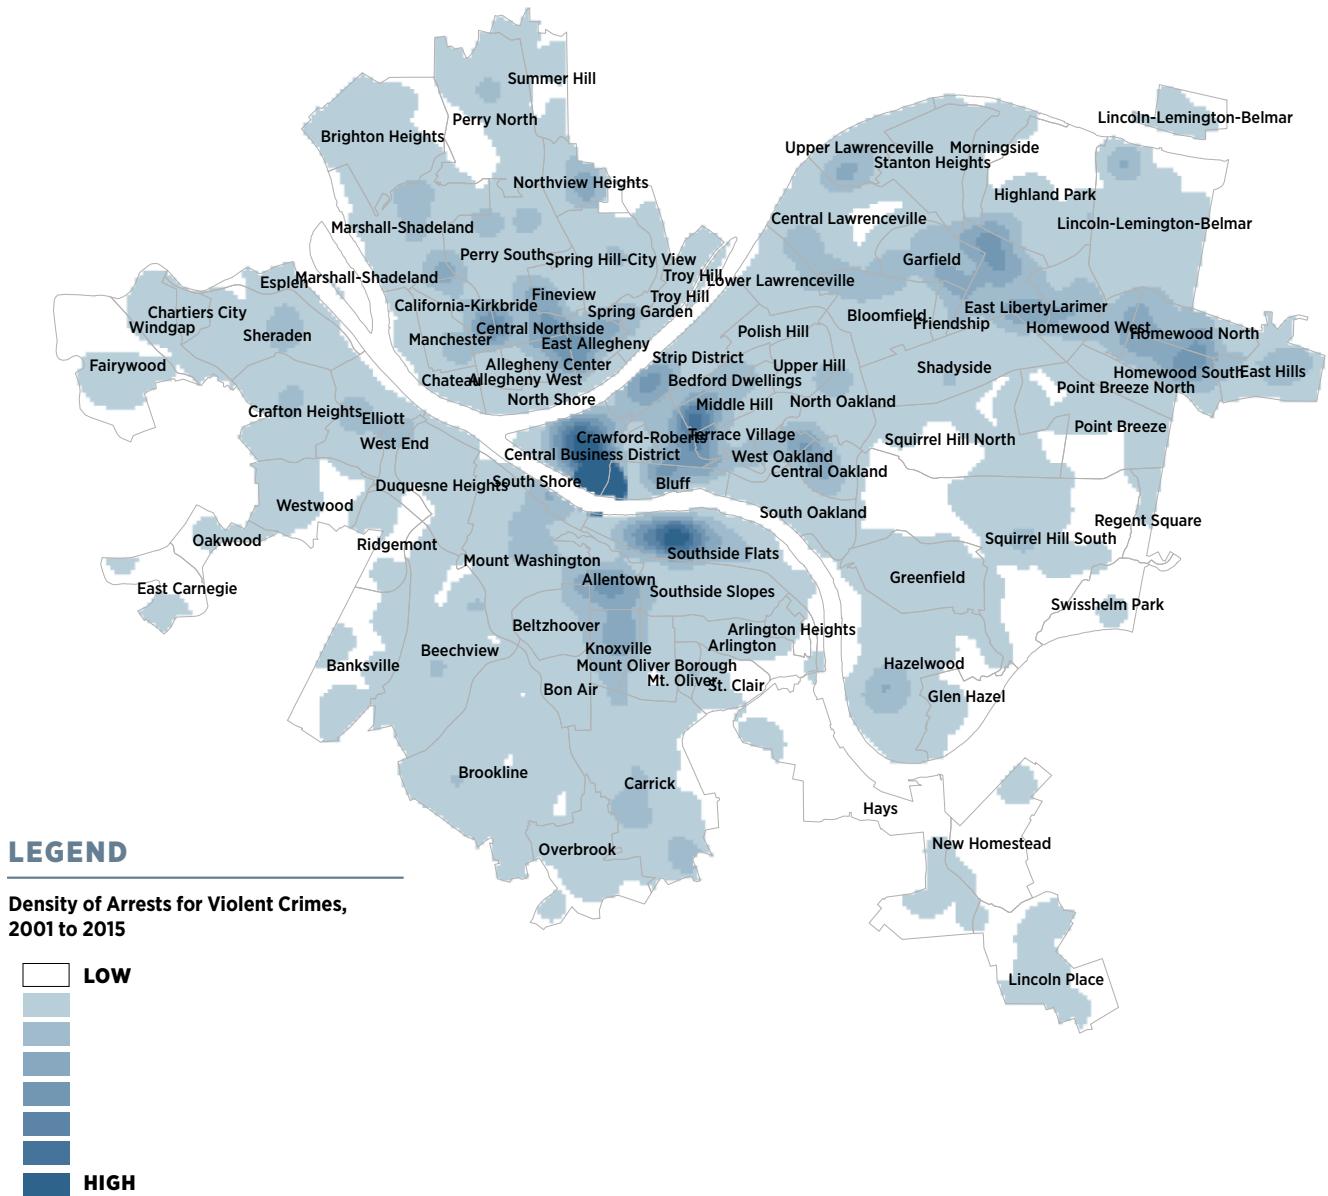 Summer Hill
Lincoln-Lemington-Belmar
Perry North
Brighton Heights
Upper Lawrenceville
Morningside
Stanton Heights
Northview Heights
Highland Park
Central Lawrenceville
Lincoln-Lemington-Belmar
Marshall-Shadeland
Perry South
Spring Hill-City View
Garfield
Troy Hill
Marshall-Shadeland
Lower Lawrenceville
Esplen
Fineview
Troy Hill
California-Kirkbride
East Liberty
Larimer
Spring Garden
Chartiers City
Bloomfield
Friendship
Windgap
Central Northside
Homewood West
Polish Hill
Homewood North
Sheraden
Manchester
East Allegheny
Strip District
Fairywood
Allegheny Center
Upper Hill
Shadyside
Homewood South
East Hills
Chateau
Allegheny West
Bedford Dwellings
Point Breeze North
North Shore
Middle Hill
North Oakland
Crafton Heights
Elliott
Point Breeze
Crawford-Roberts
Terrace Village
West End
Squirrel Hill North
Central Business District
West Oakland
Central Oakland
Duquesne Heights
South Shore
Bluff
Westwood
South Oakland
Regent Square
Oakwood
Squirrel Hill South
Ridgemont
Southside Flats
Mount Washington
Allentown
Greenfield
East Carnegie
Southside Slopes
Swisshelm Park
Beltzhoover
Arlington Heights
Arlington
Beechview
Knoxville
Banksville
Mount Oliver Borough
Hazelwood
Mt. Oliver
St. Clair
Bon Air
Glen Hazel
Brookline
Carrick
Hays
Overbrook
New Homestead
Lincoln Place
LEGEND
Density of Arrests for Violent Crimes,
2001 to 2015
LOW
HIGH